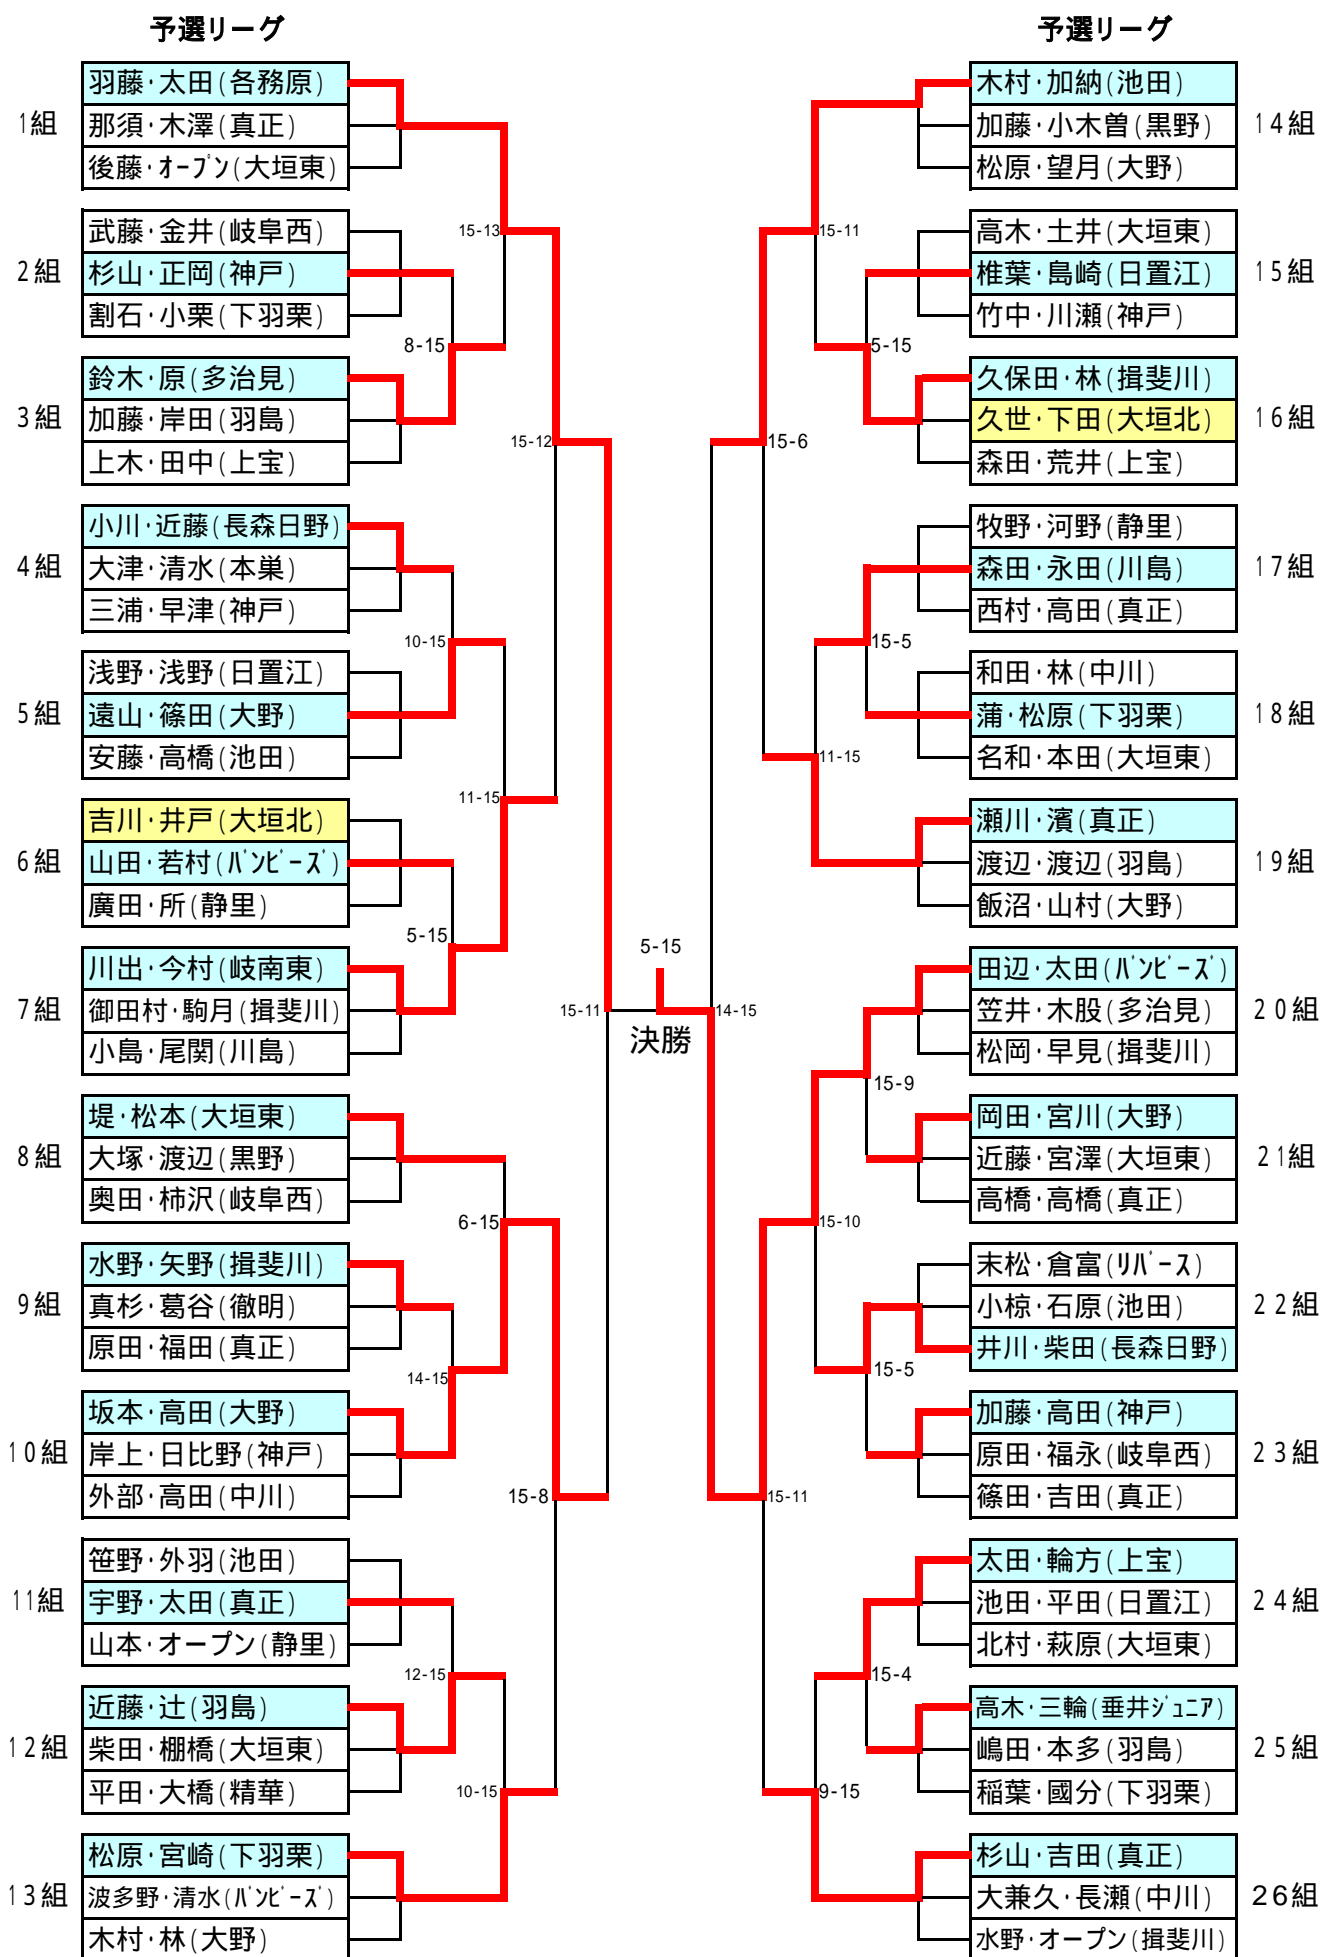 予選リーグ
1組
羽藤・太田(各務原)
那須・木澤(真正)
後藤・オープン(大垣東)
2組
武藤・金井(岐阜西)
杉山・正岡(神戸)
割石・小栗(下羽栗)
3組
鈴木・原(多治見)
加藤・岸田(羽島)
上木・田中(上宝)
4組
小川・近藤(長森日野)
大津・清水(本巣)
三浦・早津(神戸)
5組
浅野・浅野(日置江)
遠山・篠田(大野)
安藤・高橋(池田)
6組
吉川・井戸(大垣北)
山田・若村(バンビーズ)
廣田・所(静里)
7組
川出・今村(岐南東)
御田村・駒月(揖斐川)
小島・尾関(川島)
8組
堤・松本(大垣東)
大塚・渡辺(黒野)
奥田・柿沢(岐阜西)
9組
水野・矢野(揖斐川)
真杉・葛谷(徹明)
原田・福田(真正)
10組
坂本・高田(大野)
岸上・日比野(神戸)
外部・高田(中川)
11組
笹野・外羽(池田)
宇野・太田(真正)
山本・オープン(静里)
12組
近藤・辻(羽島)
柴田・棚橋(大垣東)
平田・大橋(精華)
13組
松原・宮崎(下羽栗)
波多野・清水(バンビーズ)
木村・林(大野)
15-13
8-15
15-12
10-15
11-15
5-15
15-11
6-15
14-15
15-8
12-15
10-15
5-15
決勝
予選リーグ
木村・加納(池田)
加藤・小木曽(黒野)
松原・望月(大野)
14組
高木・土井(大垣東)
椎葉・島崎(日置江)
竹中・川瀬(神戸)
15組
久保田・林(揖斐川)
久世・下田(大垣北)
森田・荒井(上宝)
16組
牧野・河野(静里)
森田・永田(川島)
西村・高田(真正)
17組
和田・林(中川)
蒲・松原(下羽栗)
名和・本田(大垣東)
18組
瀬川・濱(真正)
渡辺・渡辺(羽島)
飯沼・山村(大野)
19組
田辺・太田(バンビーズ)
笠井・木股(多治見)
松岡・早見(揖斐川)
20組
岡田・宮川(大野)
近藤・宮澤(大垣東)
高橋・高橋(真正)
21組
末松・倉富(リバース)
小椋・石原(池田)
井川・柴田(長森日野)
22組
加藤・高田(神戸)
原田・福永(岐阜西)
篠田・吉田(真正)
23組
太田・輪方(上宝)
池田・平田(日置江)
北村・萩原(大垣東)
24組
高木・三輪(垂井ジュニア)
嶋田・本多(羽島)
稲葉・國分(下羽栗)
25組
杉山・吉田(真正)
大兼久・長瀬(中川)
水野・オープン(揖斐川)
26組
15-11
5-15
15-6
15-5
11-15
14-15
15-9
15-10
15-5
15-11
15-4
9-15